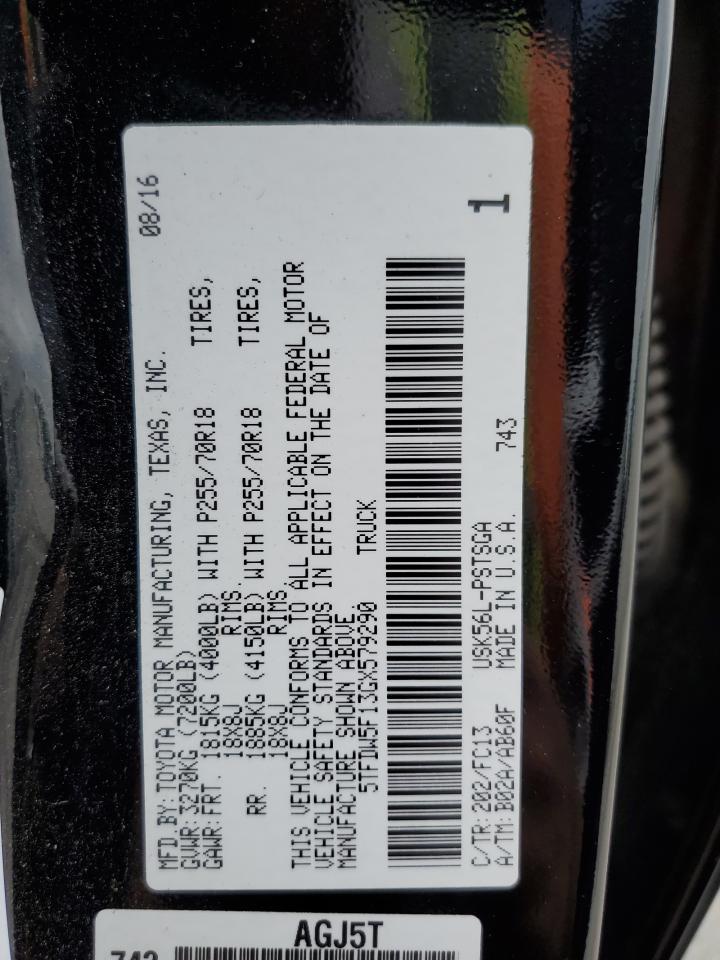 MFD.BY: TOYOTA MOTOR MANUFACTURING, TEXAS, INC. 08/16
GVWR: 3270KG (7200LB)
GAWR: FRT. 1815KG (4000LB) WITH P255/70R18 TIRES,
18X8J RIMS,
RR. 1885KG (4150LB) WITH P255/70R18 TIRES,
18X8J RIMS
THIS VEHICLE CONFORMS TO ALL APPLICABLE FEDERAL MOTOR
VEHICLE SAFETY STANDARDS IN EFFECT ON THE DATE OF
MANUFACTURE SHOWN ABOVE.
5TFDW5F13GX579290 TRUCK
C/TR: 202/FC13 USK56L-PSTSGA 1
A/TM: B02A/AB60F MADE IN U.S.A. 743
AGJ5T
743